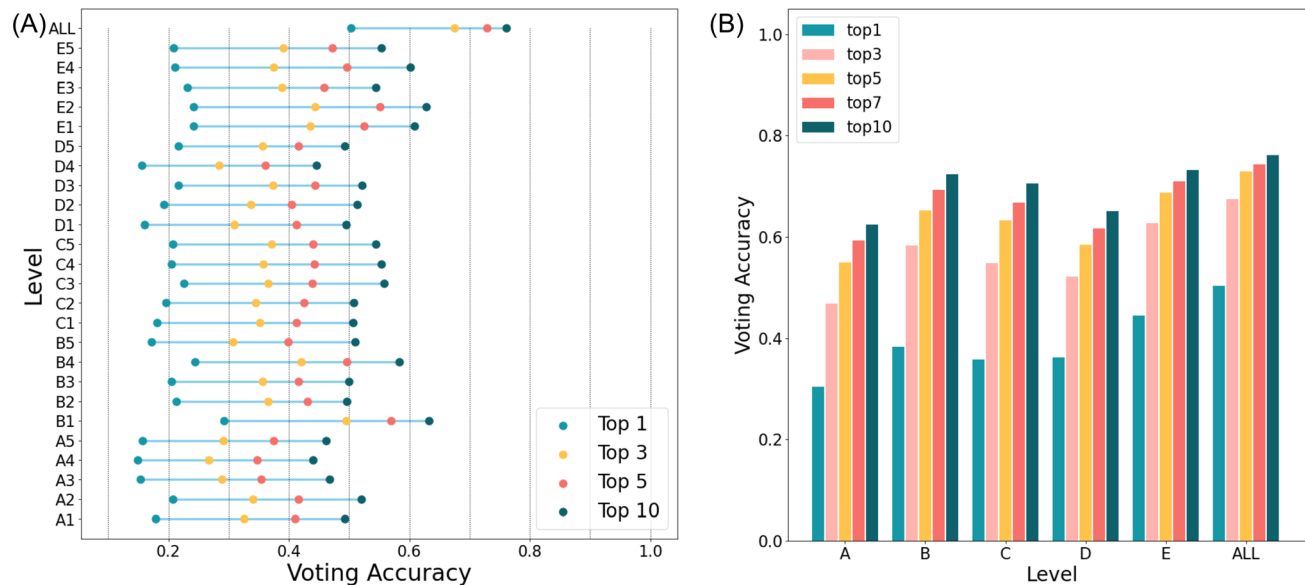 (A)
Level
ALL
E5
E4
E3
E2
E1
D5
D4
D3
D2
D1
C5
C4
C3
C2
C1
B5
B4
B3
B2
B1
A5
A4
A3
A2
A1
Top 1
Top 3
Top 5
Top 10
0.2 0.4 0.6 0.8 1.0
Voting Accuracy
(B)
Voting Accuracy
1.0
0.8
0.6
0.4
0.2
0.0
top1
top3
top5
top7
top10
A B C D E ALL
Level